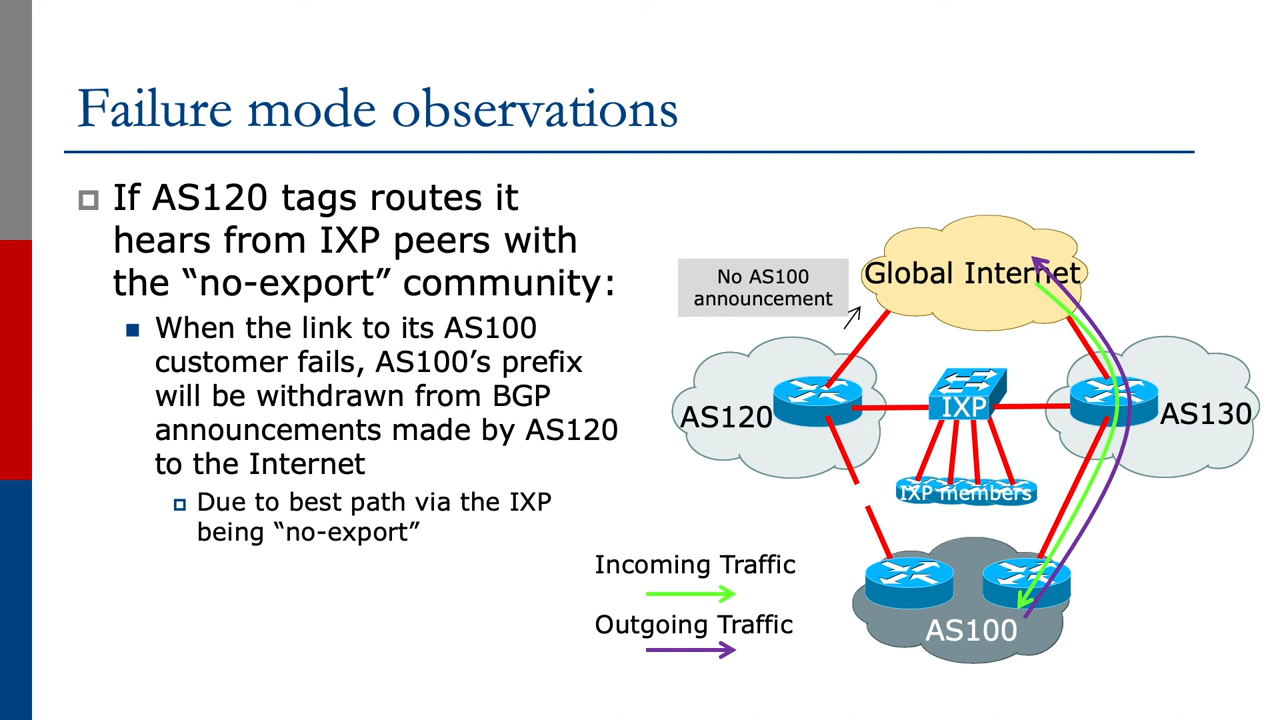 Failure mode observations
If AS120 tags routes it
hears from IXP peers with
the “no-export” community:
When the link to its AS100
customer fails, AS100’s prefix
will be withdrawn from BGP
announcements made by AS120
to the Internet
Due to best path via the IXP
being “no-export”
No AS100
announcement
Global Internet
AS120
IXP
AS130
IXP members
Incoming Traffic
Outgoing Traffic
AS100